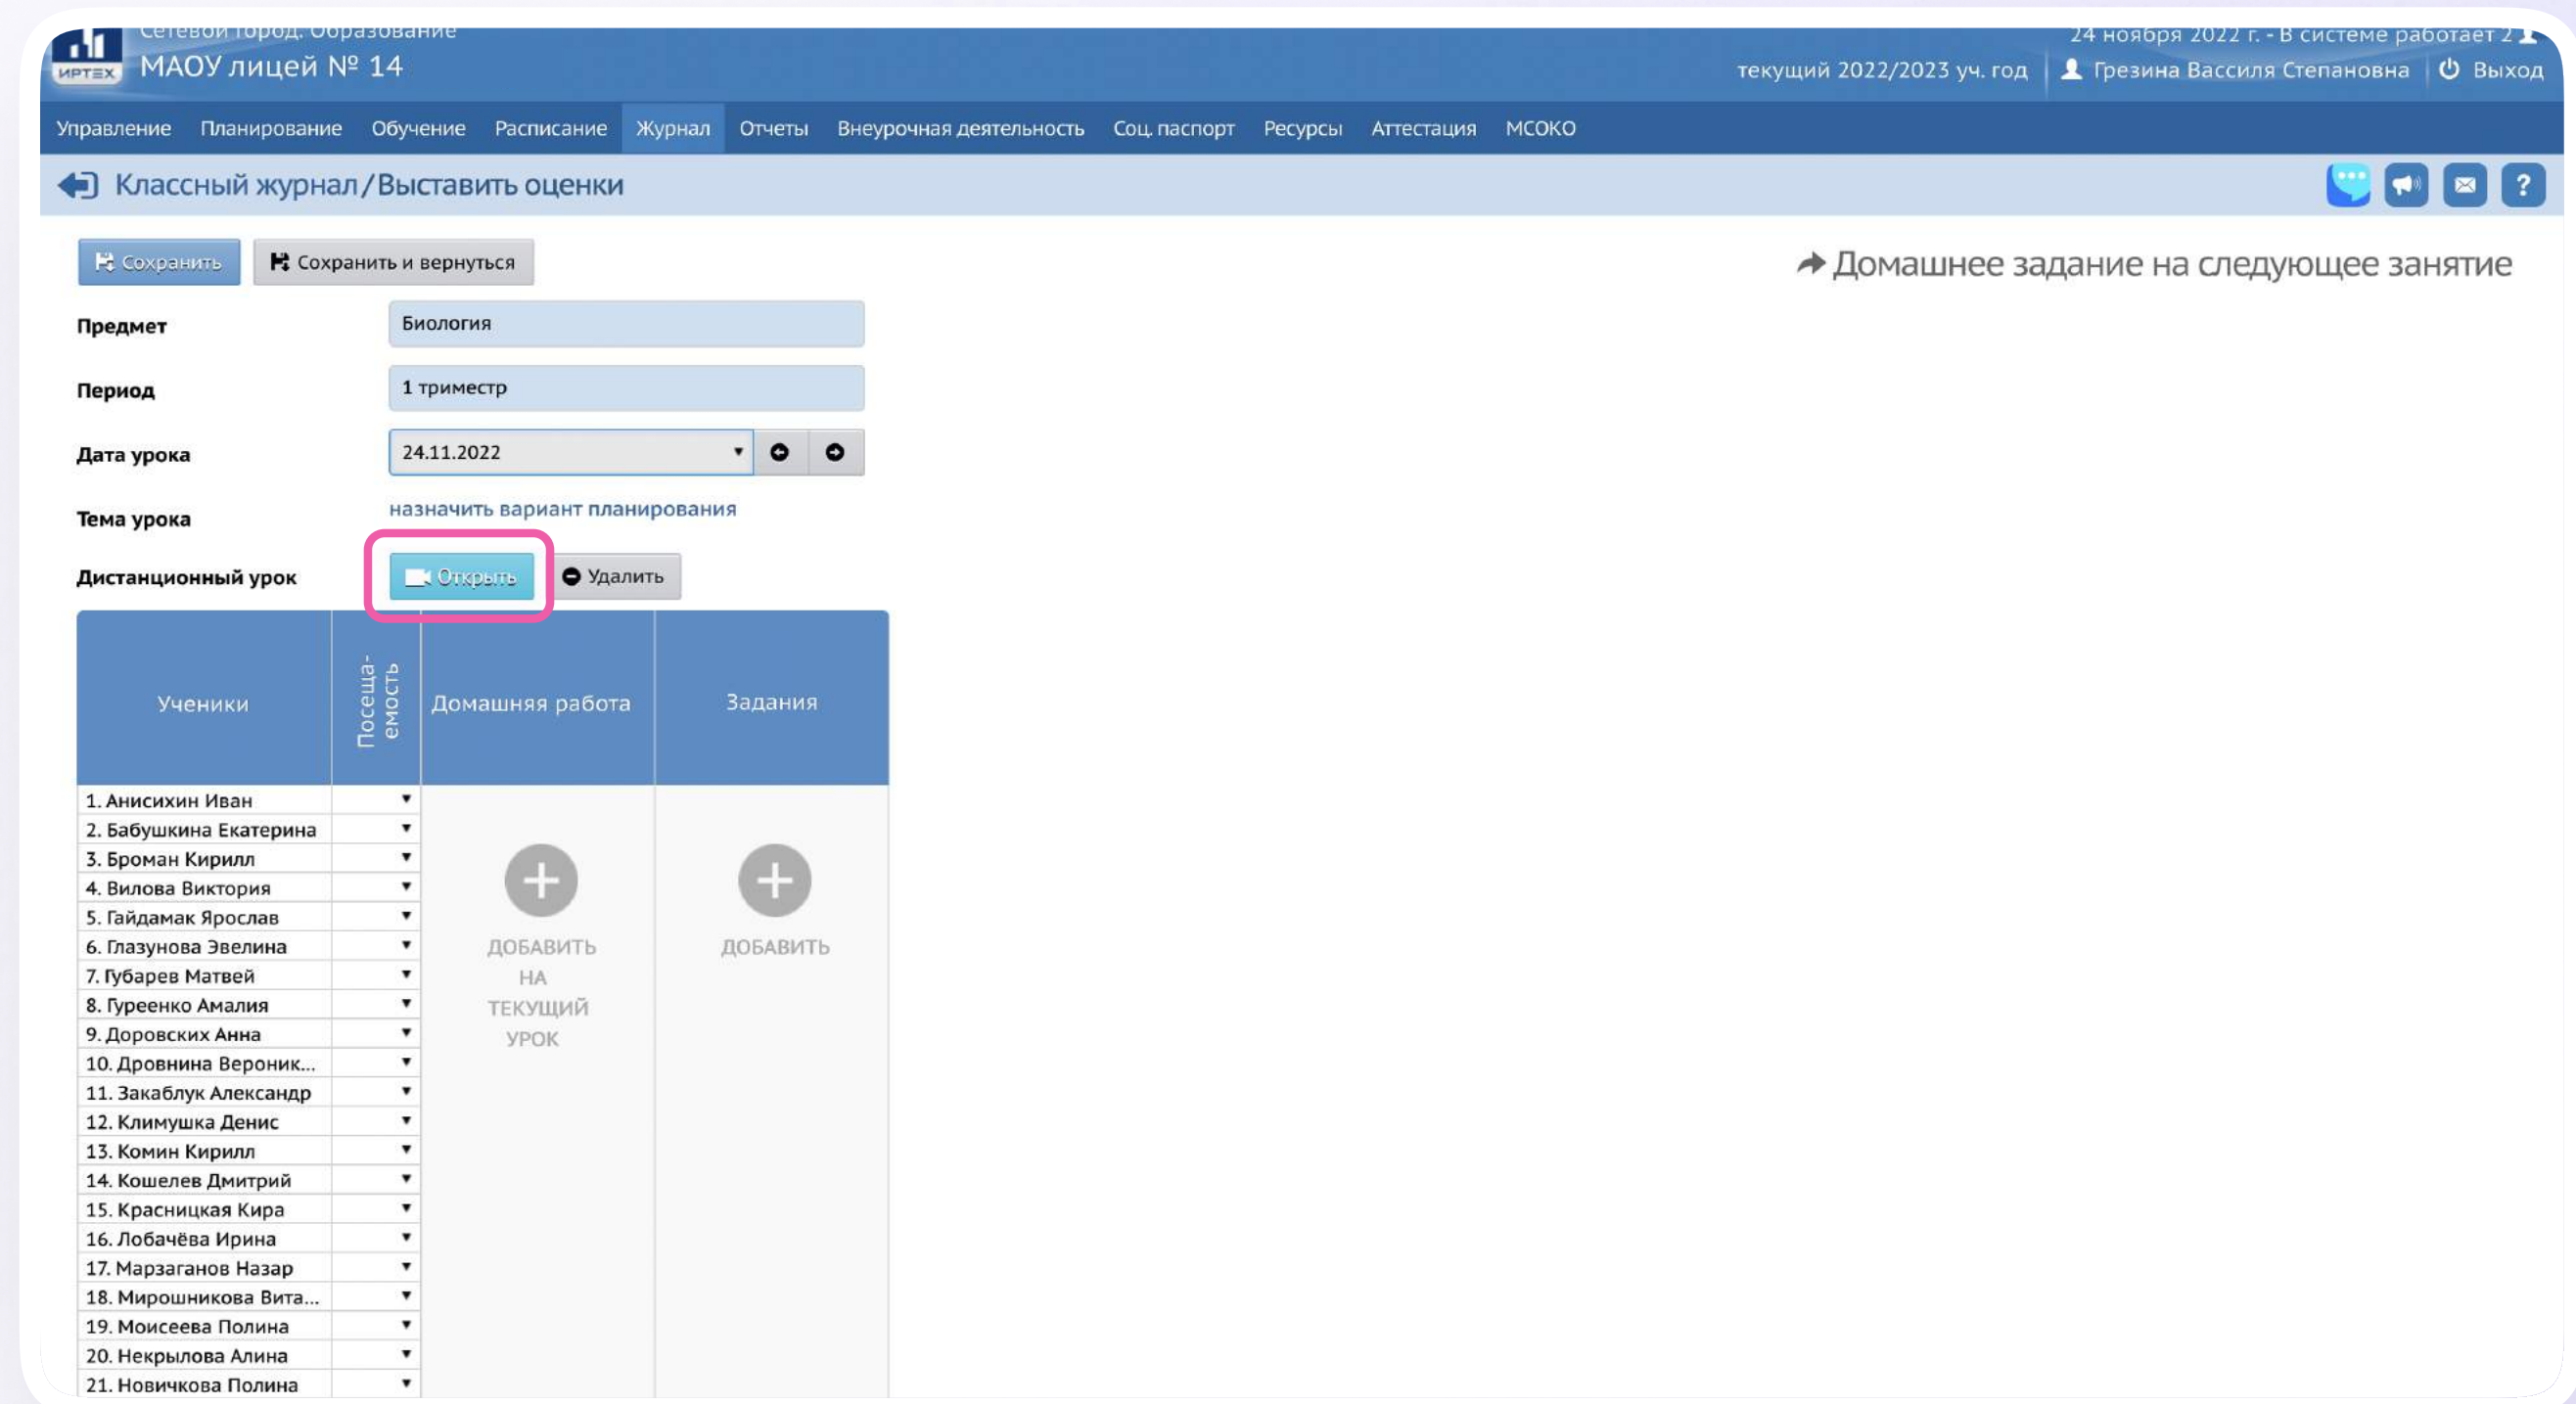 Сетевой город. Образование
24 ноября 2022 г. - В системе работает 2
ИРТЕХ
МАОУ лицей № 14
текущий 2022/2023 уч. год
Грезина Вассиля Степановна
Выход
Управление Планирование Обучение Расписание Журнал Отчеты Внеурочная деятельность Соц. паспорт Ресурсы Аттестация МСОКО
Классный журнал/Выставить оценки
?
Сохранить
Сохранить и вернуться
Домашнее задание на следующее занятие
Предмет
Биология
Период
1 триместр
Дата урока
24.11.2022
Тема урока
назначить вариант планирования
Дистанционный урок
Открыть
Удалить
Ученики
Посеща-
емость
Домашняя работа
Задания
1. Анисихин Иван
2. Бабушкина Екатерина
3. Броман Кирилл
4. Вилова Виктория
5. Гайдамак Ярослав
6. Глазунова Эвелина
7. Губарев Матвей
8. Гуреенко Амалия
9. Доровских Анна
10. Дровнина Вероник...
11. Закаблук Александр
12. Климушка Денис
13. Комин Кирилл
14. Кошелев Дмитрий
15. Красницкая Кира
16. Лобачёва Ирина
17. Марзаганов Назар
18. Мирошникова Вита...
19. Моисеева Полина
20. Некрылова Алина
21. Новичкова Полина
ДОБАВИТЬ
НА
ТЕКУЩИЙ
УРОК
ДОБАВИТЬ